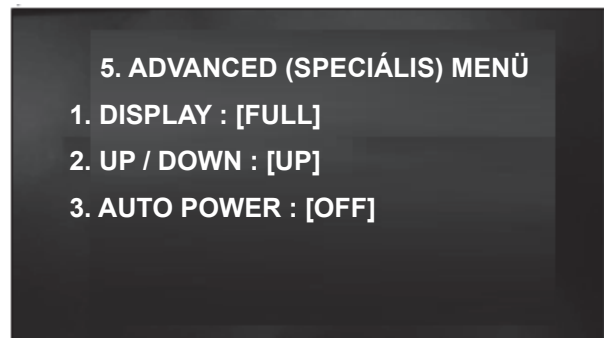 5. ADVANCED (SPECIÁLIS) MENÜ
1. DISPLAY : [FULL]
2. UP / DOWN : [UP]
3. AUTO POWER : [OFF]